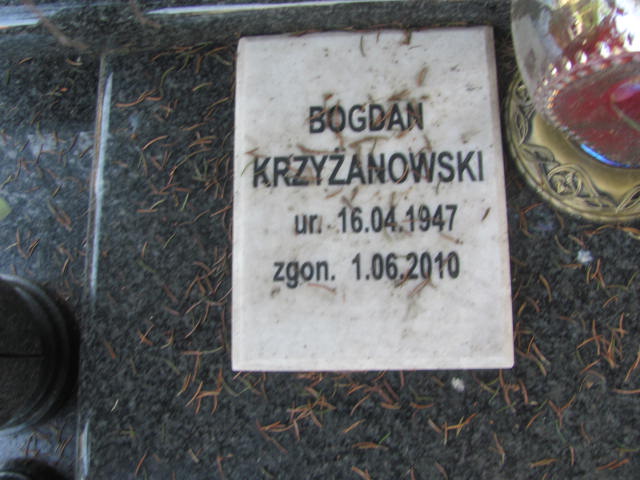 BOGDAN
KRZYŻANOWSKI
ur. 16.04.1947
zgon. 1.06.2010